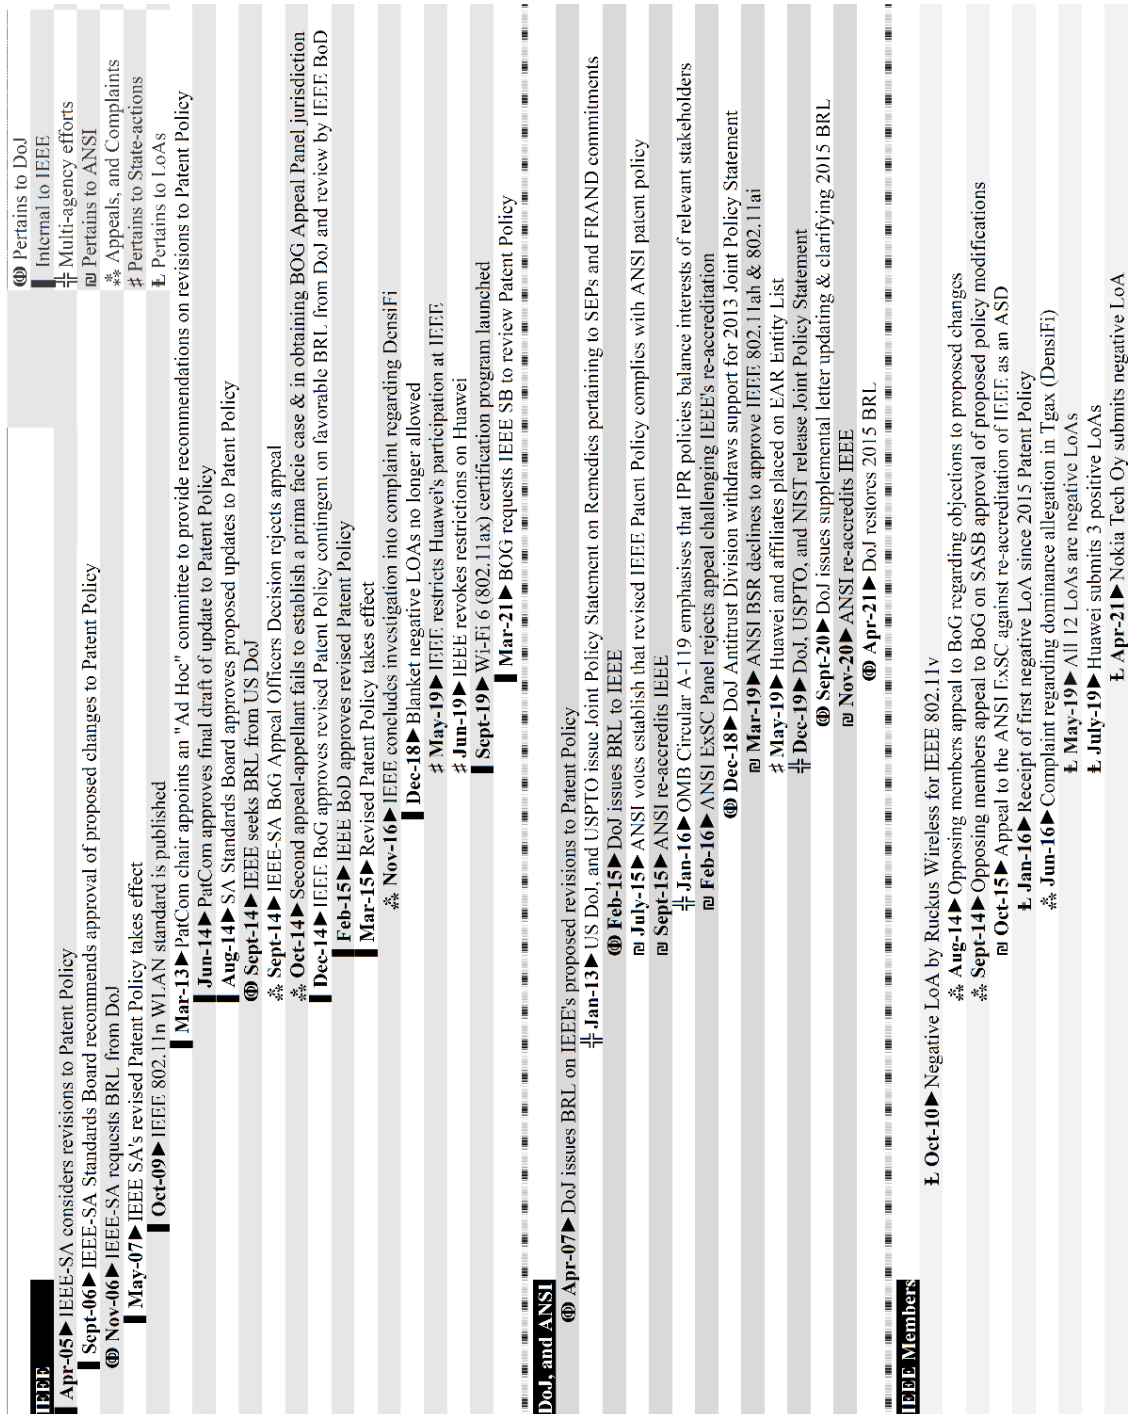 IEEE
ↂ Pertains to DoJ
▌ Internal to IEEE
╬ Multi-agency efforts
₪ Pertains to ANSI
⁂ Appeals, and Complaints
♯ Pertains to State-actions
Ł Pertains to LoAs
▌ Apr-05► IEEE-SA considers revisions to Patent Policy
▌ Sept-06► IEEE-SA Standards Board recommends approval of proposed changes to Patent Policy
ↂ Nov-06► IEEE-SA requests BRL from DoJ
▌ May-07► IEEE SA's revised Patent Policy takes effect
▌ Oct-09► IEEE 802.11n WLAN standard is published
▌ Mar-13► PatCom chair appoints an "Ad Hoc" committee to provide recommendations on revisions to Patent Policy
▌ Jun-14► PatCom approves final draft of update to Patent Policy
▌ Aug-14► SA Standards Board approves proposed updates to Patent Policy
ↂ Sept-14► IEEE seeks BRL from US DoJ
⁂ Sept-14► IEEE-SA BoG Appeal Officers Decision rejects appeal
⁂ Oct-14► Second appeal-appellant fails to establish a prima facie case & in obtaining BOG Appeal Panel jurisdiction
▌ Dec-14► IEEE BoG approves revised Patent Policy contingent on favorable BRL from DoJ and review by IEEE BoD
▌ Feb-15► IEEE BoD approves revised Patent Policy
▌ Mar-15► Revised Patent Policy takes effect
⁂ Nov-16► IEEE concludes investigation into complaint regarding DensiFi
▌ Dec-18► Blanket negative LOAs no longer allowed
♯ May-19► IEEE restricts Huawei's participation at IEEE
♯ Jun-19► IEEE revokes restrictions on Huawei
▌ Sept-19► Wi-Fi 6 (802.11ax) certification program launched
▌ Mar-21► BOG requests IEEE SB to review Patent Policy
DoJ, and ANSI
ↂ Apr-07► DoJ issues BRL on IEEE's proposed revisions to Patent Policy
╬ Jan-13► US DoJ, and USPTO issue Joint Policy Statement on Remedies pertaining to SEPs and FRAND commitments
ↂ Feb-15► DoJ issues BRL to IEEE
₪ July-15► ANSI votes establish that revised IEEE Patent Policy complies with ANSI patent policy
₪ Sept-15► ANSI re-accredits IEEE
╬ Jan-16► OMB Circular A-119 emphasises that IPR policies balance interests of relevant stakeholders
₪ Feb-16► ANSI ExSC Panel rejects appeal challenging IEEE's re-accreditation
ↂ Dec-18► DoJ Antitrust Division withdraws support for 2013 Joint Policy Statement
₪ Mar-19► ANSI BSR declines to approve IEEE 802.11ah & 802.11ai
♯ May-19► Huawei and affiliates placed on EAR Entity List
╬ Dec-19► DoJ, USPTO, and NIST release Joint Policy Statement
ↂ Sept-20► DoJ issues supplemental letter updating & clarifying 2015 BRL
₪ Nov-20► ANSI re-accredits IEEE
ↂ Apr-21► DoJ restores 2015 BRL
IEEE Members
Ł Oct-10► Negative LoA by Ruckus Wireless for IEEE 802.11v
⁂ Aug-14► Opposing members appeal to BoG regarding objections to proposed changes
⁂ Sept-14► Opposing members appeal to BoG on SASB approval of proposed policy modifications
₪ Oct-15► Appeal to the ANSI ExSC against re-accreditation of IEEE as an ASD
Ł Jan-16► Receipt of first negative LoA since 2015 Patent Policy
⁂ Jun-16► Complaint regarding dominance allegation in Tgax (DensiFi)
Ł May-19► All 12 LoAs are negative LoAs
Ł July-19► Huawei submits 3 positive LoAs
Ł Apr-21► Nokia Tech Oy submits negative LoA